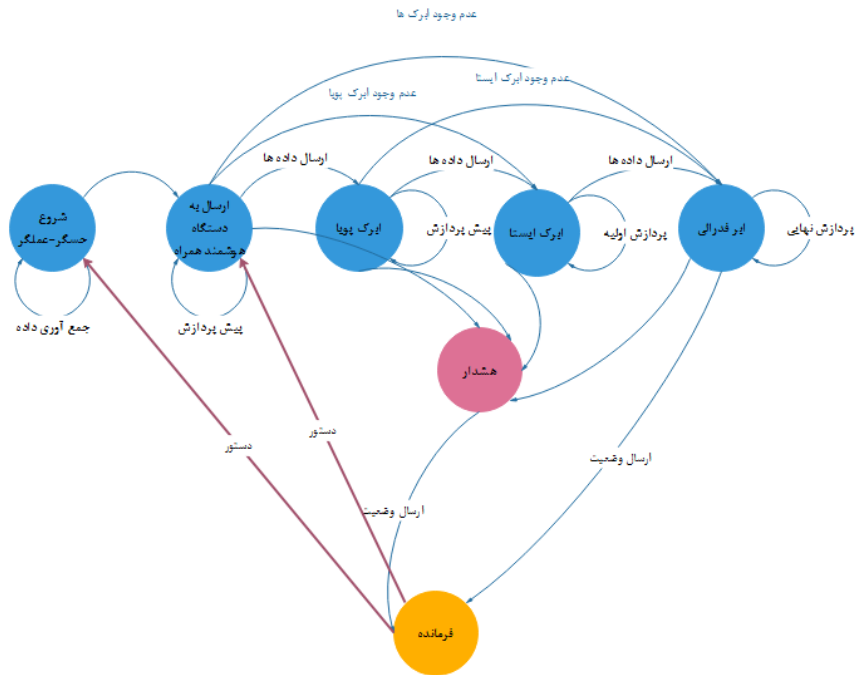 عدم وجود ابرک ها
عدم وجود ابرک ایستا
عدم وجود ابرک پویا
ارسال داده ها
ارسال داده ها
ارسال داده ها
شروع
حسگر-عملگر
ارسال به
دستگاه
هوشمند همراه
ابرک پویا
پیش پردازش
ابرک ایستا
پردازش اولیه
ابر فدرالی
پردازش نهایی
جمع آوری داده
پیش پردازش
هشدار
دستور
دستور
ارسال وضعیت
ارسال وضعیت
فرمانده